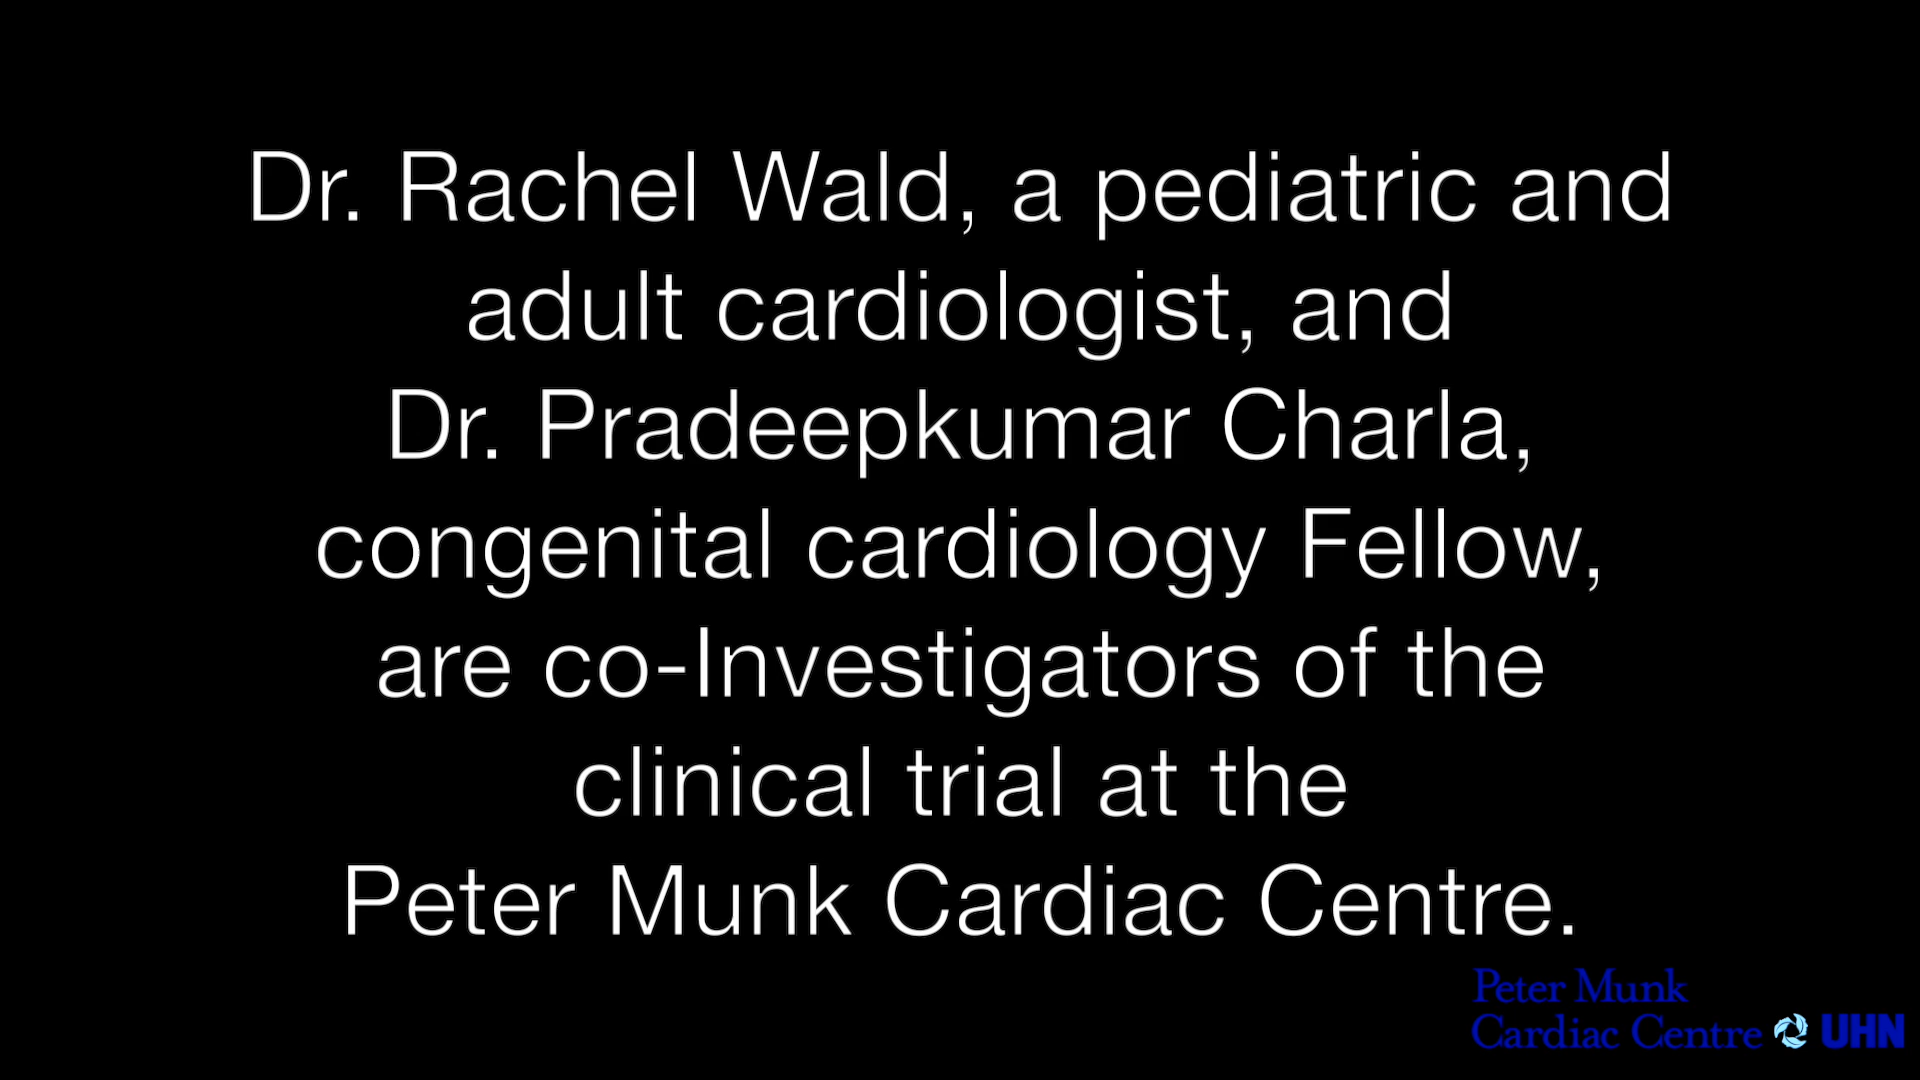 Dr. Rachel Wald, a pediatric and
adult cardiologist, and
Dr. Pradeepkumar Charla,
congenital cardiology Fellow,
are co-Investigators of the
clinical trial at the
Peter Munk Cardiac Centre.
Peter Munk
Cardiac Centre UHN